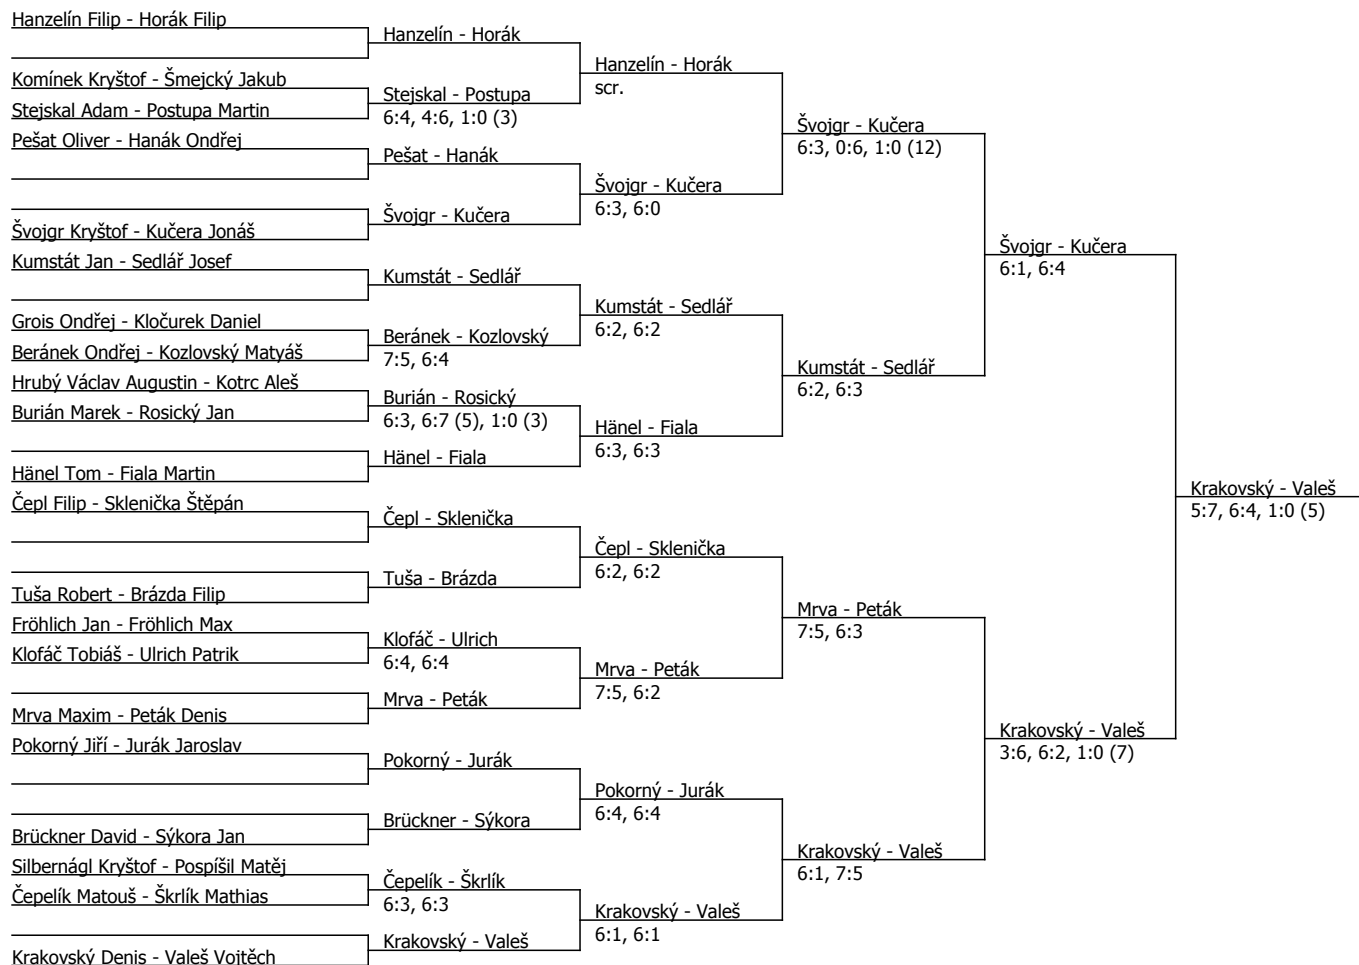 Hanzelín Filip - Horák Filip
Komínek Kryštof - Šmejcký Jakub
Stejskal Adam - Postupa Martin
Pešat Oliver - Hanák Ondřej
Švojgr Kryštof - Kučera Jonáš
Kumstát Jan - Sedlář Josef
Grois Ondřej - Kločurek Daniel
Beránek Ondřej - Kozlovský Matyáš
Hrubý Václav Augustin - Kotrc Aleš
Burián Marek - Rosický Jan
Hänel Tom - Fiala Martin
Čepl Filip - Sklenička Štěpán
Tuša Robert - Brázda Filip
Fröhlich Jan - Fröhlich Max
Klofáč Tobiáš - Ulrich Patrik
Mrva Maxim - Peták Denis
Pokorný Jiří - Jurák Jaroslav
Brückner David - Sýkora Jan
Silbernágl Kryštof - Pospíšil Matěj
Čepelík Matouš - Škrlík Mathias
Krakovský Denis - Valeš Vojtěch
Hanzelín - Horák
Stejskal - Postupa
6:4, 4:6, 1:0 (3)
Pešat - Hanák
Švojgr - Kučera
Kumstát - Sedlář
Beránek - Kozlovský
7:5, 6:4
Burián - Rosický
6:3, 6:7 (5), 1:0 (3)
Hänel - Fiala
Čepl - Sklenička
Tuša - Brázda
Klofáč - Ulrich
6:4, 6:4
Mrva - Peták
Pokorný - Jurák
Brückner - Sýkora
Čepelík - Škrlík
6:3, 6:3
Krakovský - Valeš
Hanzelín - Horák
scr.
Švojgr - Kučera
6:3, 6:0
Kumstát - Sedlář
6:2, 6:2
Hänel - Fiala
6:3, 6:3
Čepl - Sklenička
6:2, 6:2
Mrva - Peták
7:5, 6:2
Pokorný - Jurák
6:4, 6:4
Krakovský - Valeš
6:1, 6:1
Švojgr - Kučera
6:3, 0:6, 1:0 (12)
Kumstát - Sedlář
6:2, 6:3
Mrva - Peták
7:5, 6:3
Krakovský - Valeš
6:1, 7:5
Švojgr - Kučera
6:1, 6:4
Krakovský - Valeš
3:6, 6:2, 1:0 (7)
Krakovský - Valeš
5:7, 6:4, 1:0 (5)